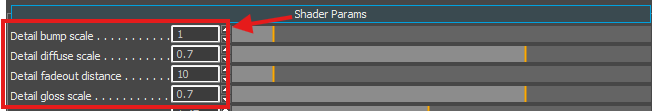 Shader Params
Detail bump scale . . . . . . . . . . . 1
Detail diffuse scale . . . . . . . . . . 0.7
Detail fadeout distance . . . . . . . 10
Detail gloss scale . . . . . . . . . . . 0.7